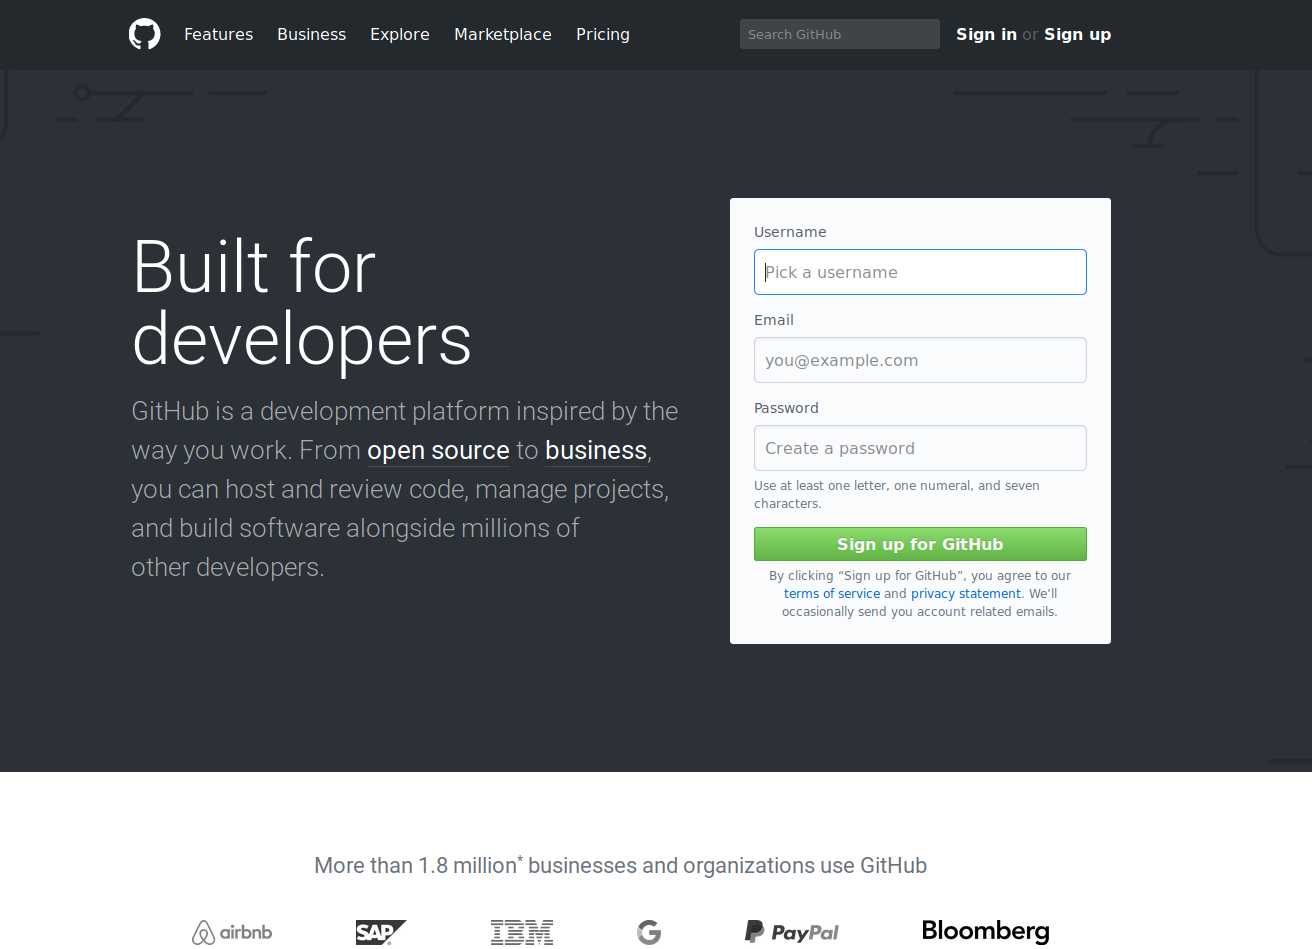 Features Business Explore Marketplace Pricing Search GitHub Sign in or Sign up
Built for
developers
GitHub is a development platform inspired by the
way you work. From open source to business,
you can host and review code, manage projects,
and build software alongside millions of
other developers.
Username
Pick a username
Email
you@example.com
Password
Create a password
Use at least one letter, one numeral, and seven
characters.
Sign up for GitHub
By clicking “Sign up for GitHub”, you agree to our
terms of service and privacy statement. We’ll
occasionally send you account related emails.
More than 1.8 million* businesses and organizations use GitHub
airbnb SAP IBM G PayPal Bloomberg